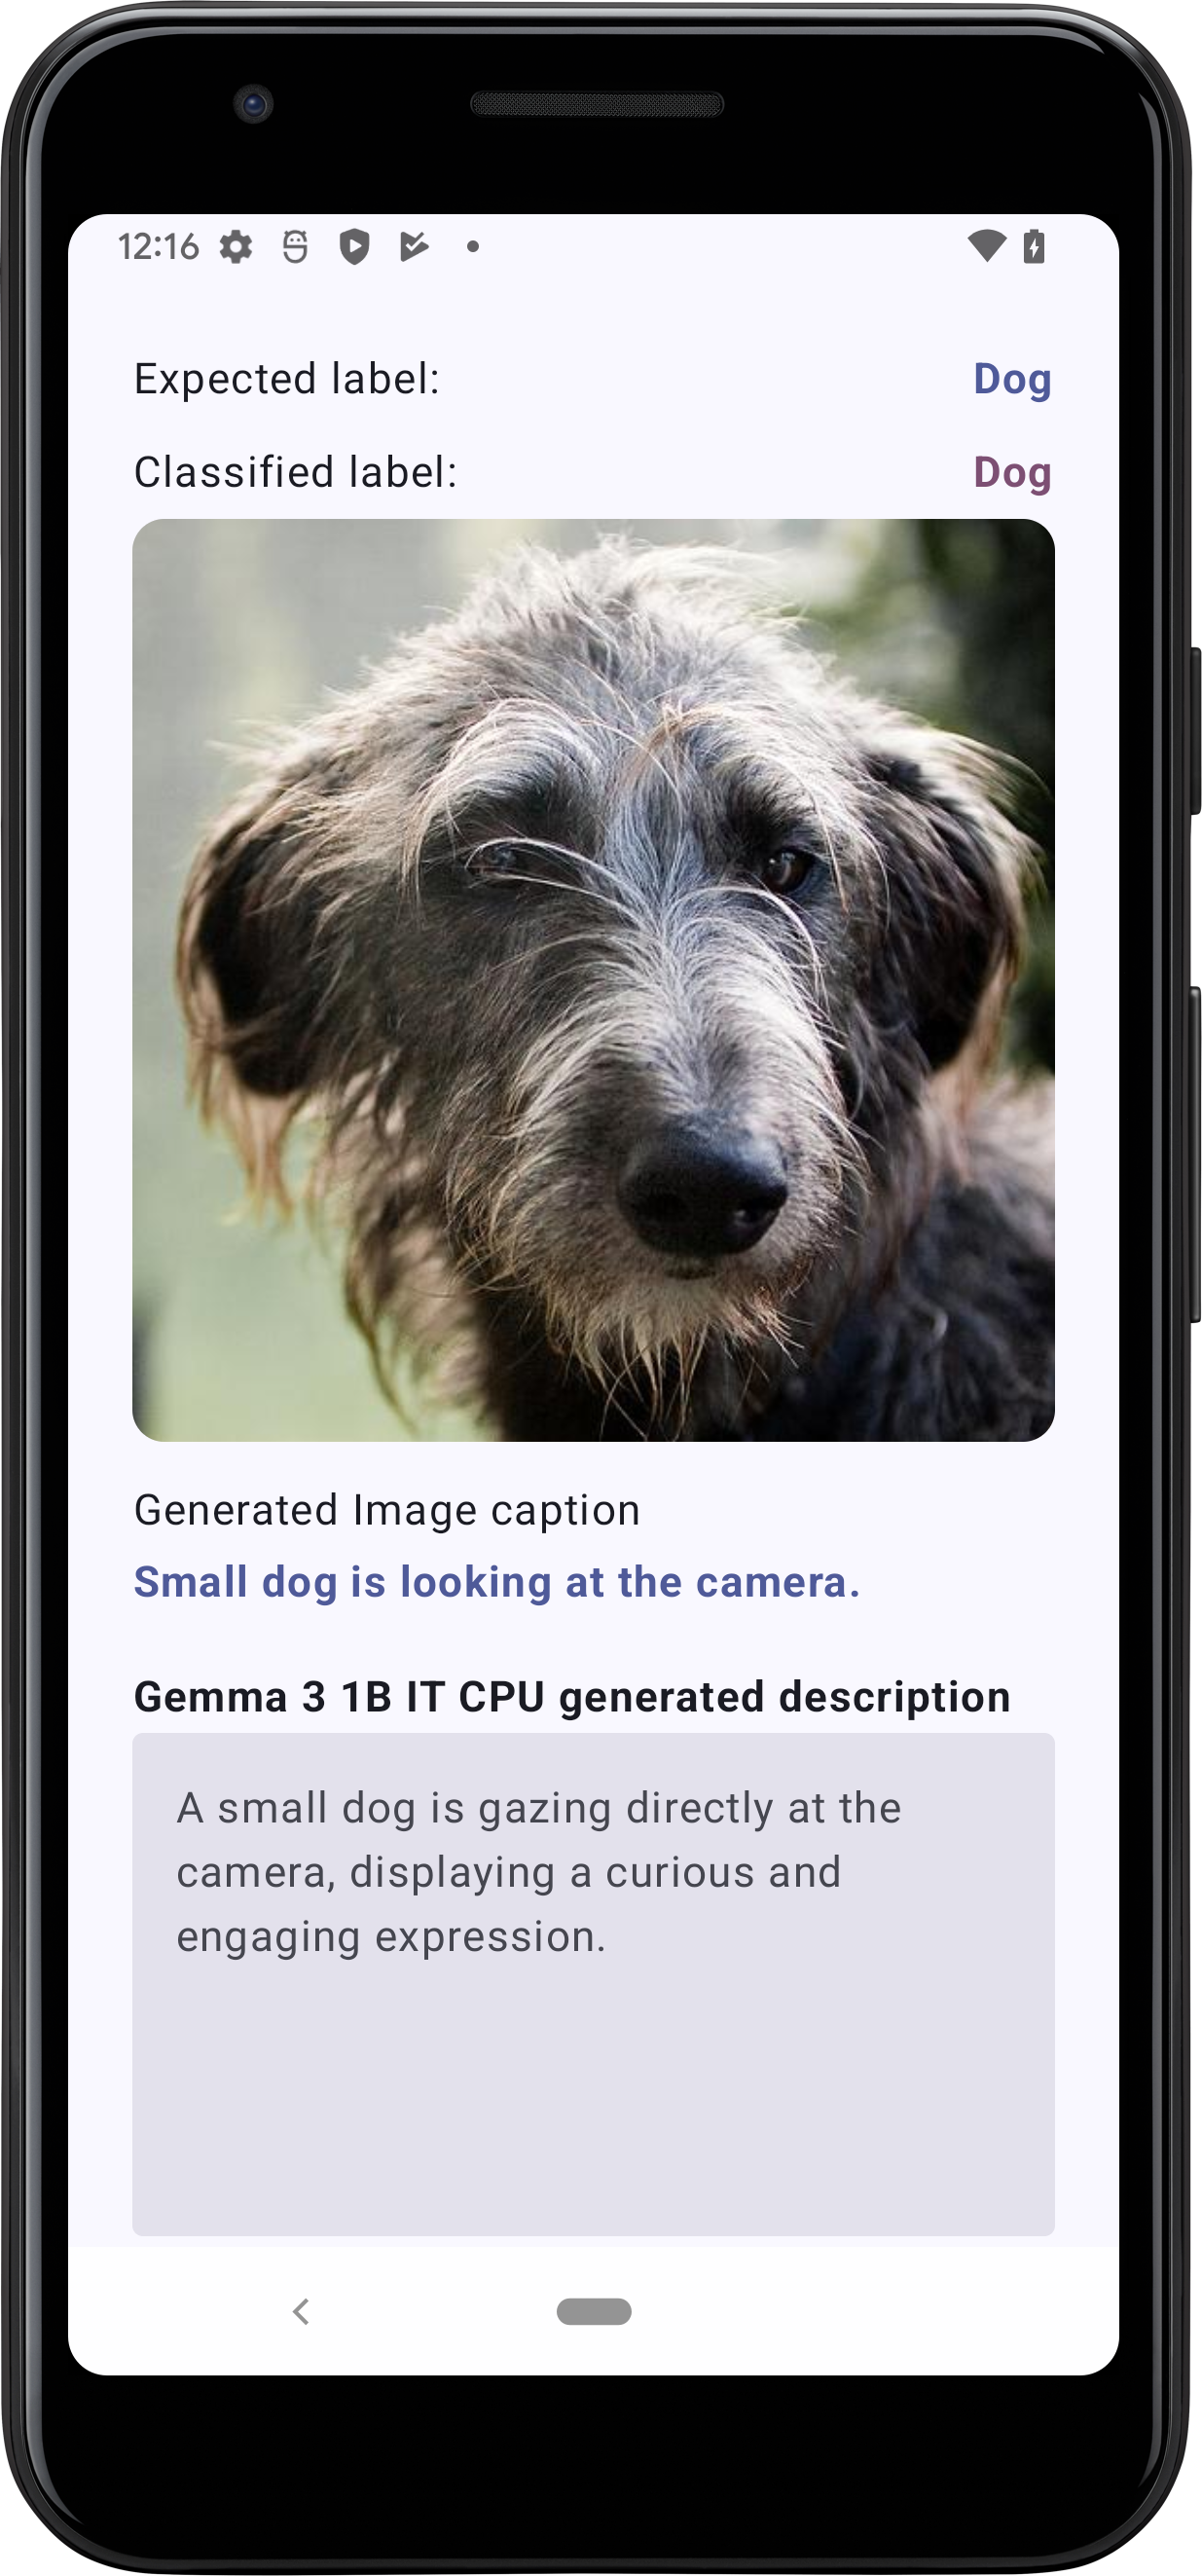 12:16
Expected label: Dog
Classified label: Dog
Generated Image caption
Small dog is looking at the camera.
Gemma 3 1B IT CPU generated description
A small dog is gazing directly at the
camera, displaying a curious and
engaging expression.